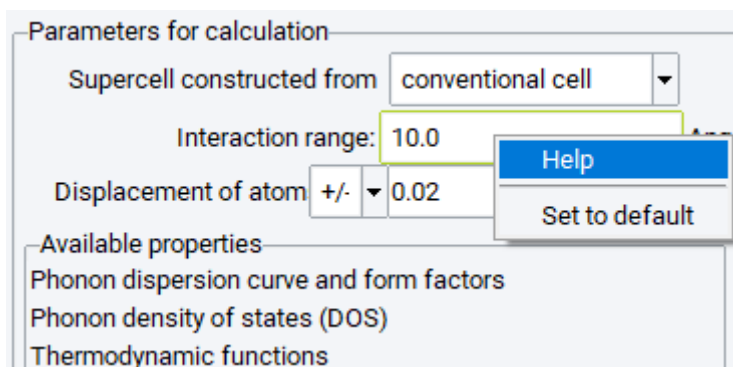 Parameters for calculation
Supercell constructed from conventional cell
Interaction range: 10.0
Help
Displacement of atom +/- 0.02
Set to default
Available properties
Phonon dispersion curve and form factors
Phonon density of states (DOS)
Thermodynamic functions